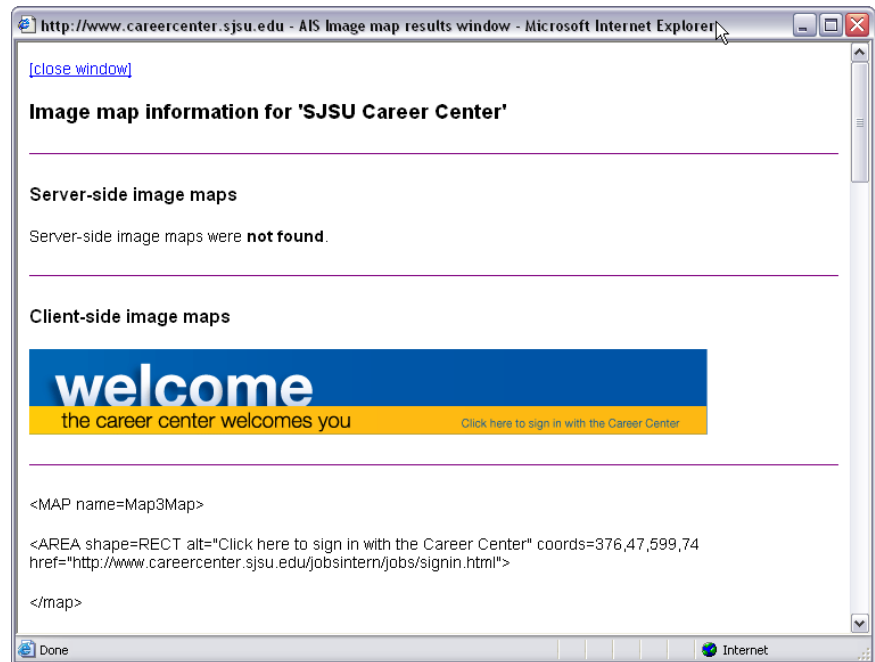 http://www.careercenter.sjsu.edu - AIS Image map results window - Microsoft Internet Explorer
[close window]
Image map information for 'SJSU Career Center'
Server-side image maps
Server-side image maps were not found.
Client-side image maps
welcome
the career center welcomes you
Click here to sign in with the Career Center
<MAP name=Map3Map>
<AREA shape=RECT alt="Click here to sign in with the Career Center" coords=376,47,599,74
href="http://www.careercenter.sjsu.edu/jobsintern/jobs/signin.html">
</map>
Done
Internet